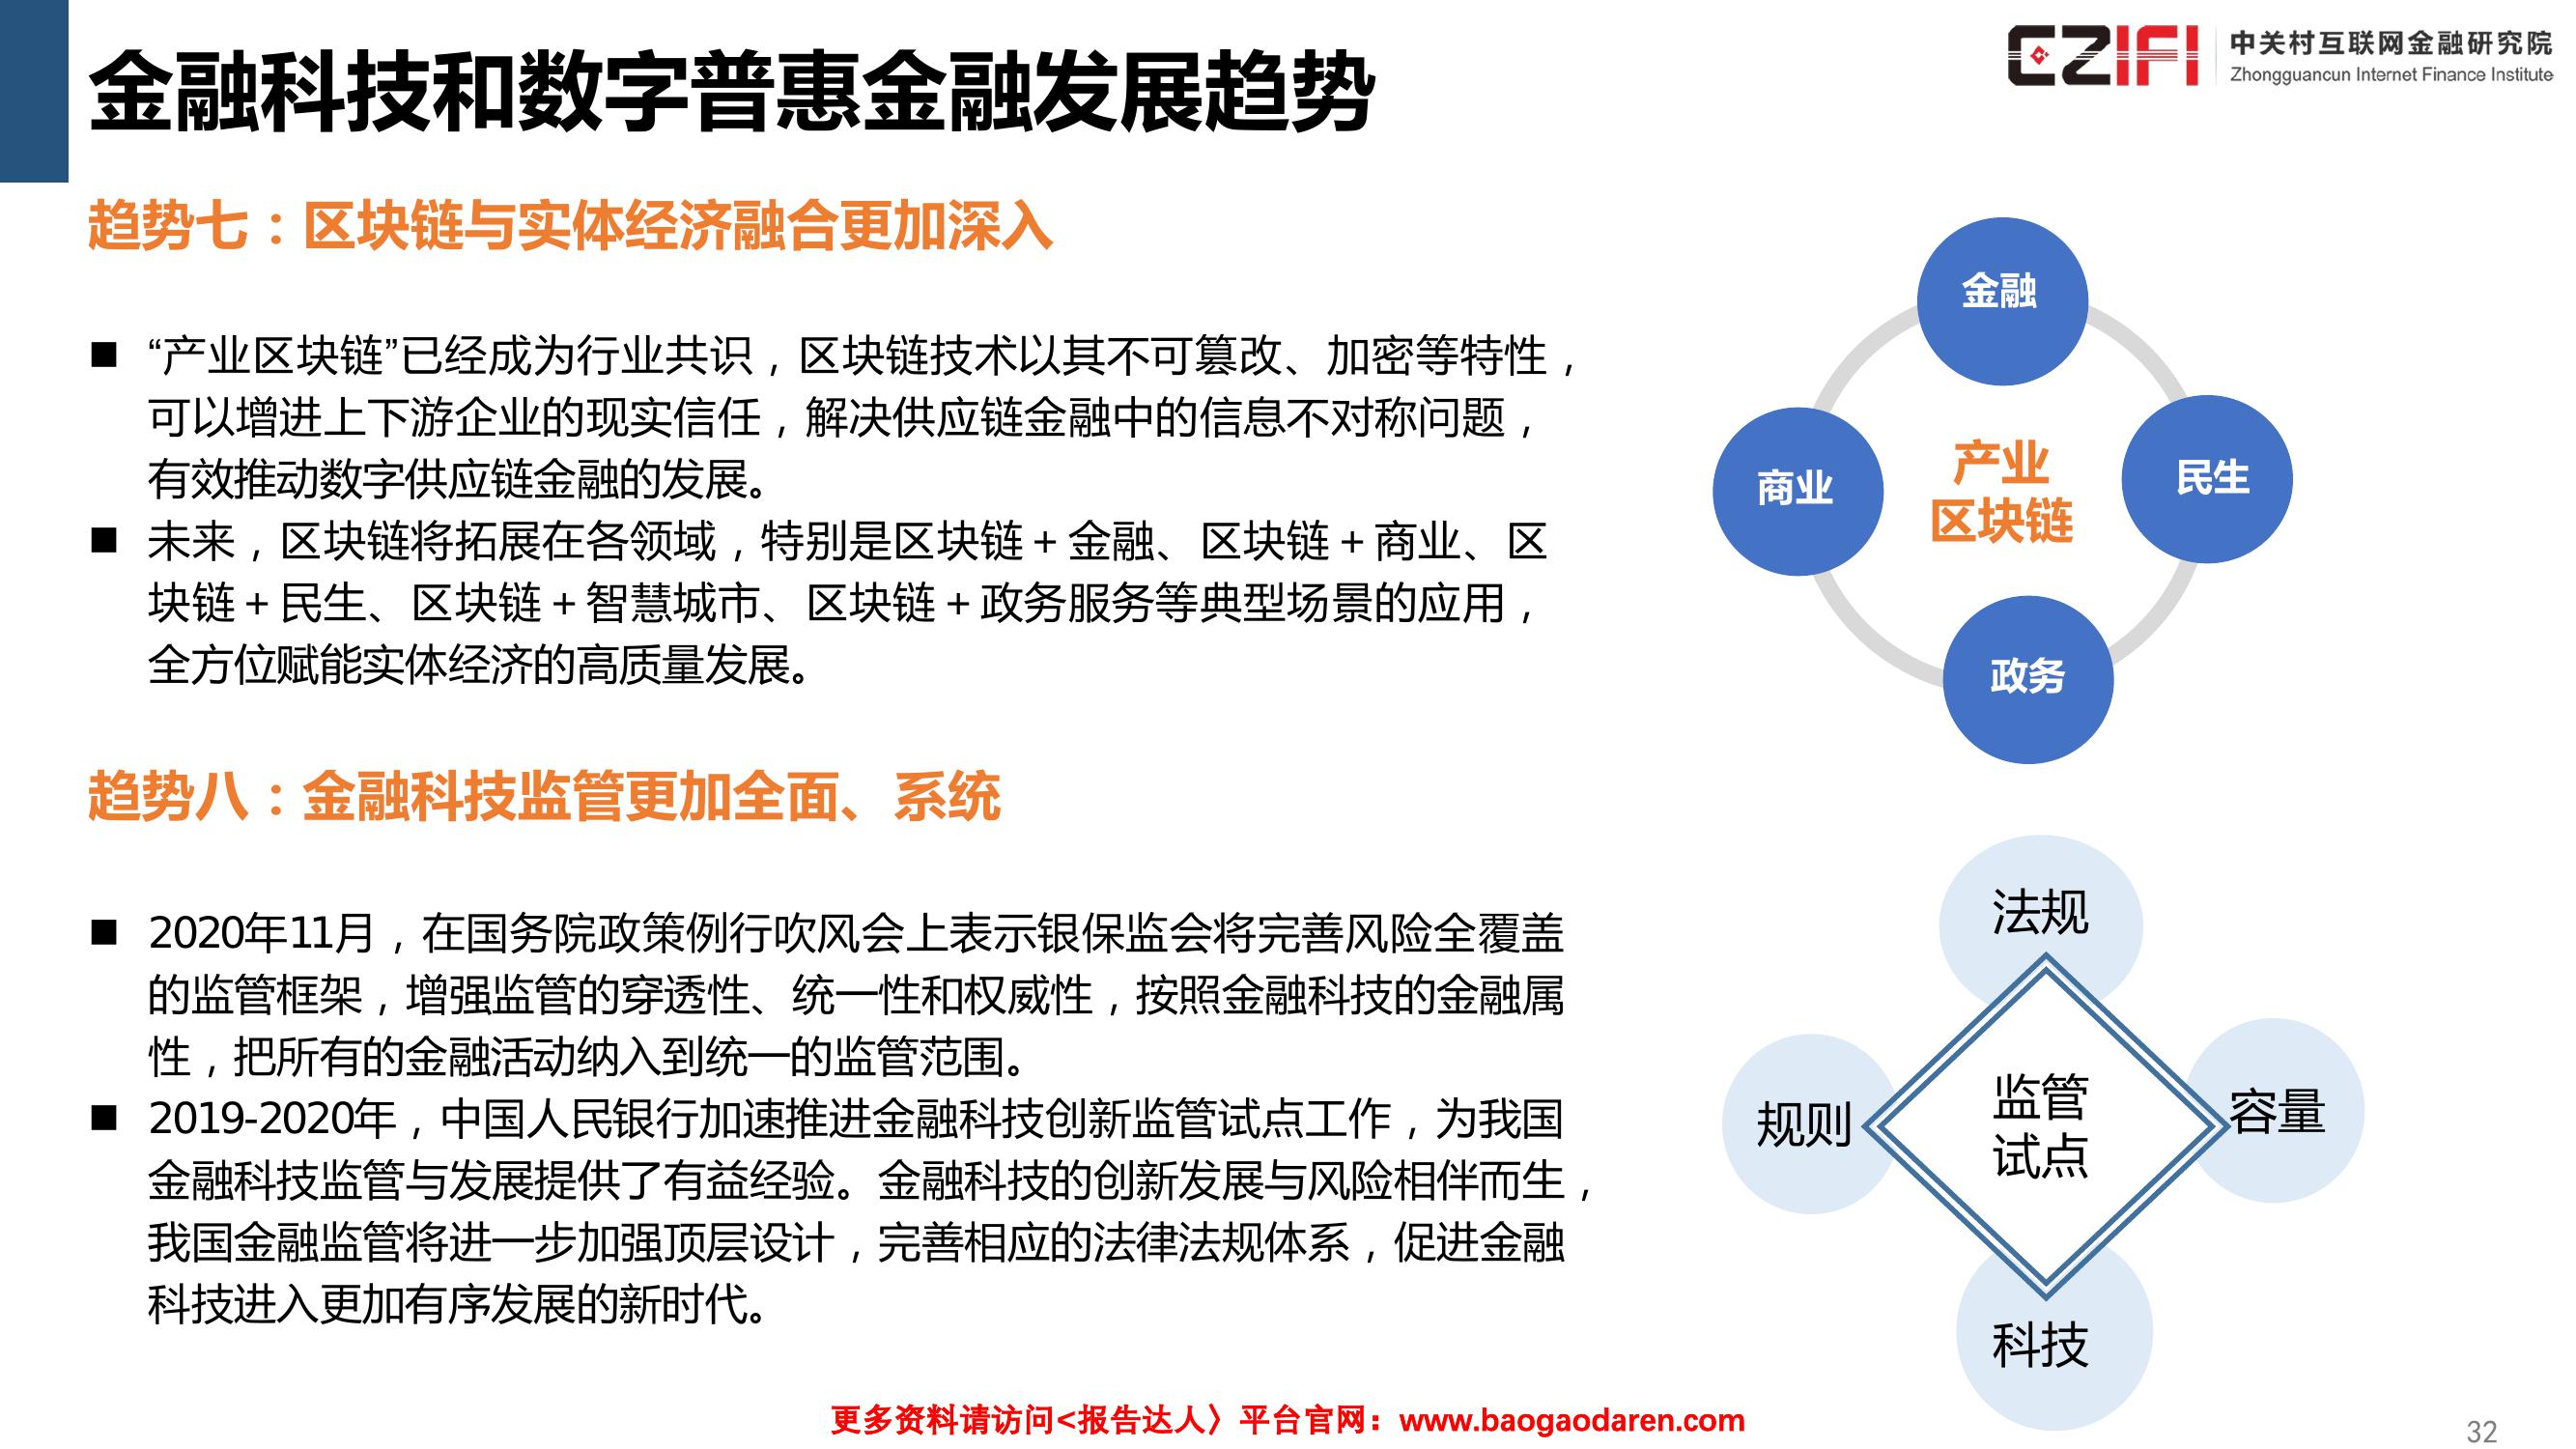 金融科技和数字普惠金融发展趋势
CZIFI
中关村互联网金融研究院
Zhongguancun Internet Finance Institute
趋势七：区块链与实体经济融合更加深入
■ “产业区块链”已经成为行业共识，区块链技术以其不可篡改、加密等特性，
可以增进上下游企业的现实信任，解决供应链金融中的信息不对称问题，
有效推动数字供应链金融的发展。
■ 未来，区块链将拓展在各领域，特别是区块链+金融、区块链+商业、区
块链+民生、区块链+智慧城市、区块链+政务服务等典型场景的应用，
全方位赋能实体经济的高质量发展。
金融
商业
产业
区块链
民生
政务
趋势八：金融科技监管更加全面、系统
■ 2020年11月，在国务院政策例行吹风会上表示银保监会将完善风险全覆盖
的监管框架，增强监管的穿透性、统一性和权威性，按照金融科技的金融属
性，把所有的金融活动纳入到统一的监管范围。
■ 2019-2020年，中国人民银行加速推进金融科技创新监管试点工作，为我国
金融科技监管与发展提供了有益经验。金融科技的创新发展与风险相伴而生，
我国金融监管将进一步加强顶层设计，完善相应的法律法规体系，促进金融
科技进入更加有序发展的新时代。
法规
规则
监管
试点
容量
科技
更多资料请访问<报告达人〉平台官网：www.baogaodaren.com
32